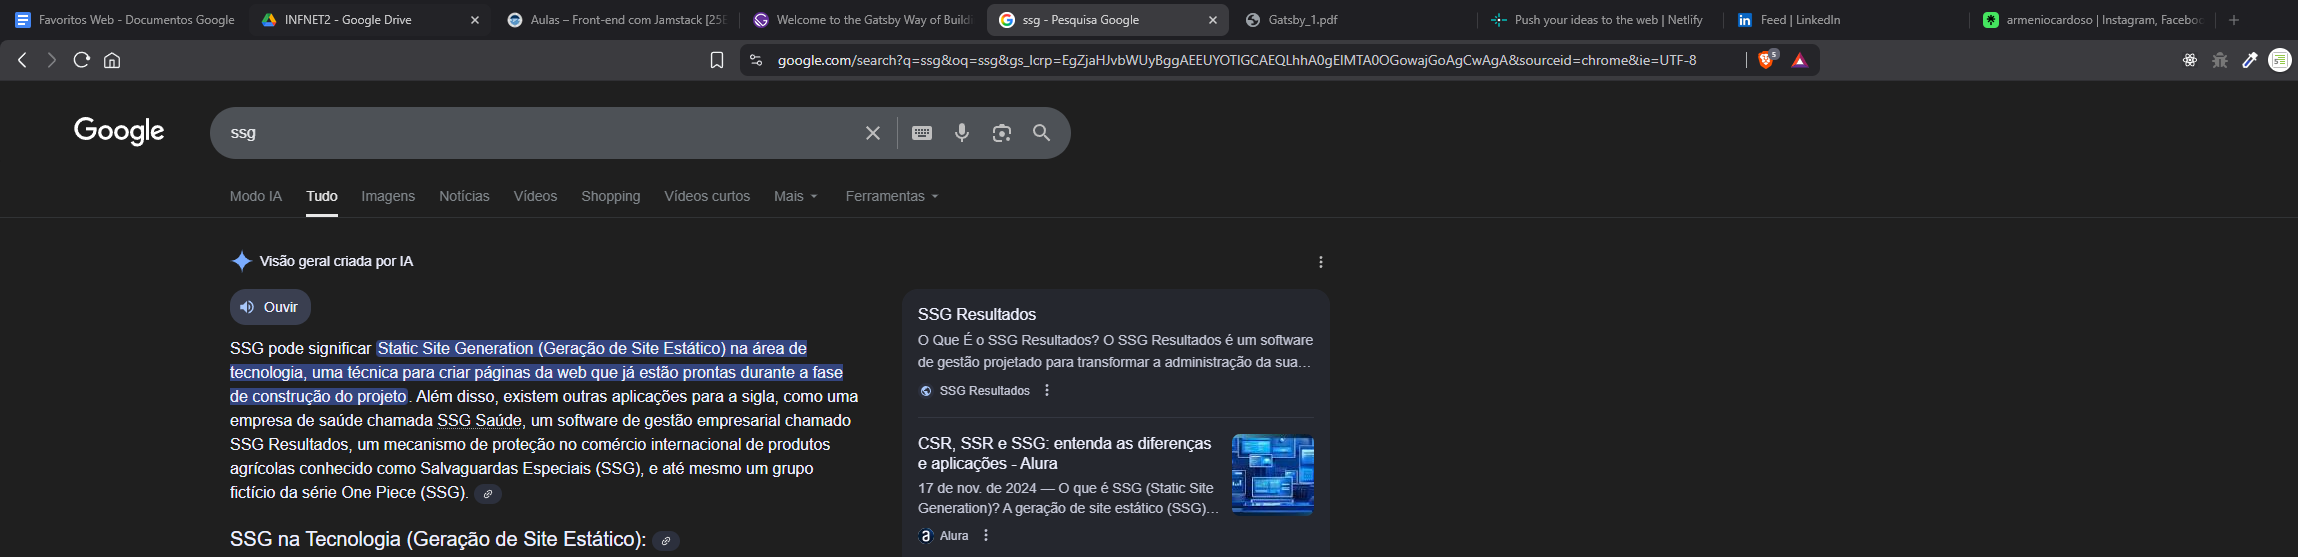 Favoritos Web - Documentos Google
INFNET2 - Google Drive
Aulas – Front-end com Jamstack [25E
Welcome to the Gatsby Way of Buildi
ssg - Pesquisa Google
Gatsby_1.pdf
Push your ideas to the web | Netlify
Feed | LinkedIn
armeniocardoso | Instagram, Faceboo
google.com/search?q=ssg&oq=ssg&gs_lcrp=EgZjaHJvbWUyBggAEEUYOTIGCAEQLhhA0gEIMTA0OGowajGoAgCwAgA&sourceid=chrome&ie=UTF-8
5
Google
ssg
Modo IA
Tudo
Imagens
Notícias
Vídeos
Shopping
Vídeos curtos
Mais
Ferramentas
Visão geral criada por IA
Ouvir
SSG pode significar Static Site Generation (Geração de Site Estático) na área de
tecnologia, uma técnica para criar páginas da web que já estão prontas durante a fase
de construção do projeto. Além disso, existem outras aplicações para a sigla, como uma
empresa de saúde chamada SSG Saúde, um software de gestão empresarial chamado
SSG Resultados, um mecanismo de proteção no comércio internacional de produtos
agrícolas conhecido como Salvaguardas Especiais (SSG), e até mesmo um grupo
fictício da série One Piece (SSG).
SSG na Tecnologia (Geração de Site Estático):
SSG Resultados
O Que É o SSG Resultados? O SSG Resultados é um software
de gestão projetado para transformar a administração da sua...
SSG Resultados
CSR, SSR e SSG: entenda as diferenças
e aplicações - Alura
17 de nov. de 2024 — O que é SSG (Static Site
Generation)? A geração de site estático (SSG)...
Alura